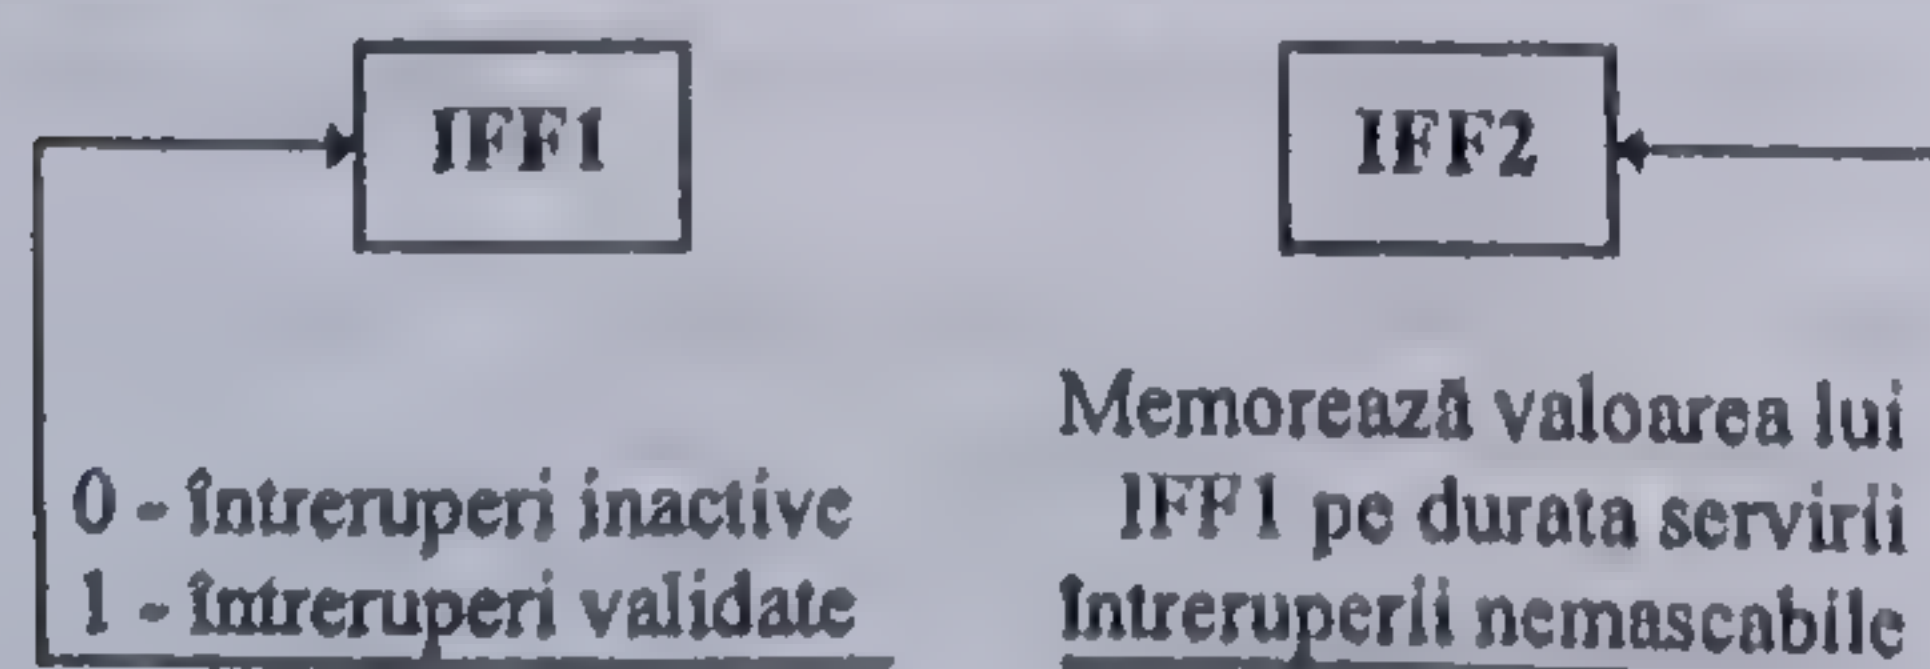 IFF1
IFF2
0 - întreruperi inactive
1 - întreruperi validate
Memorează valoarea lui
IFF1 pe durata servirii
întreruperii nemascabile